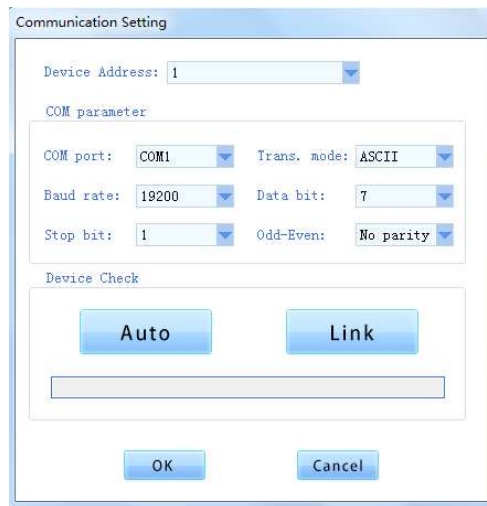 Communication Setting
Device Address: 1
COM parameter
COM port: COM1 Trans. mode: ASCII
Baud rate: 19200 Data bit: 7
Stop bit: 1 Odd-Even: No parity
Device Check
Auto Link
OK Cancel